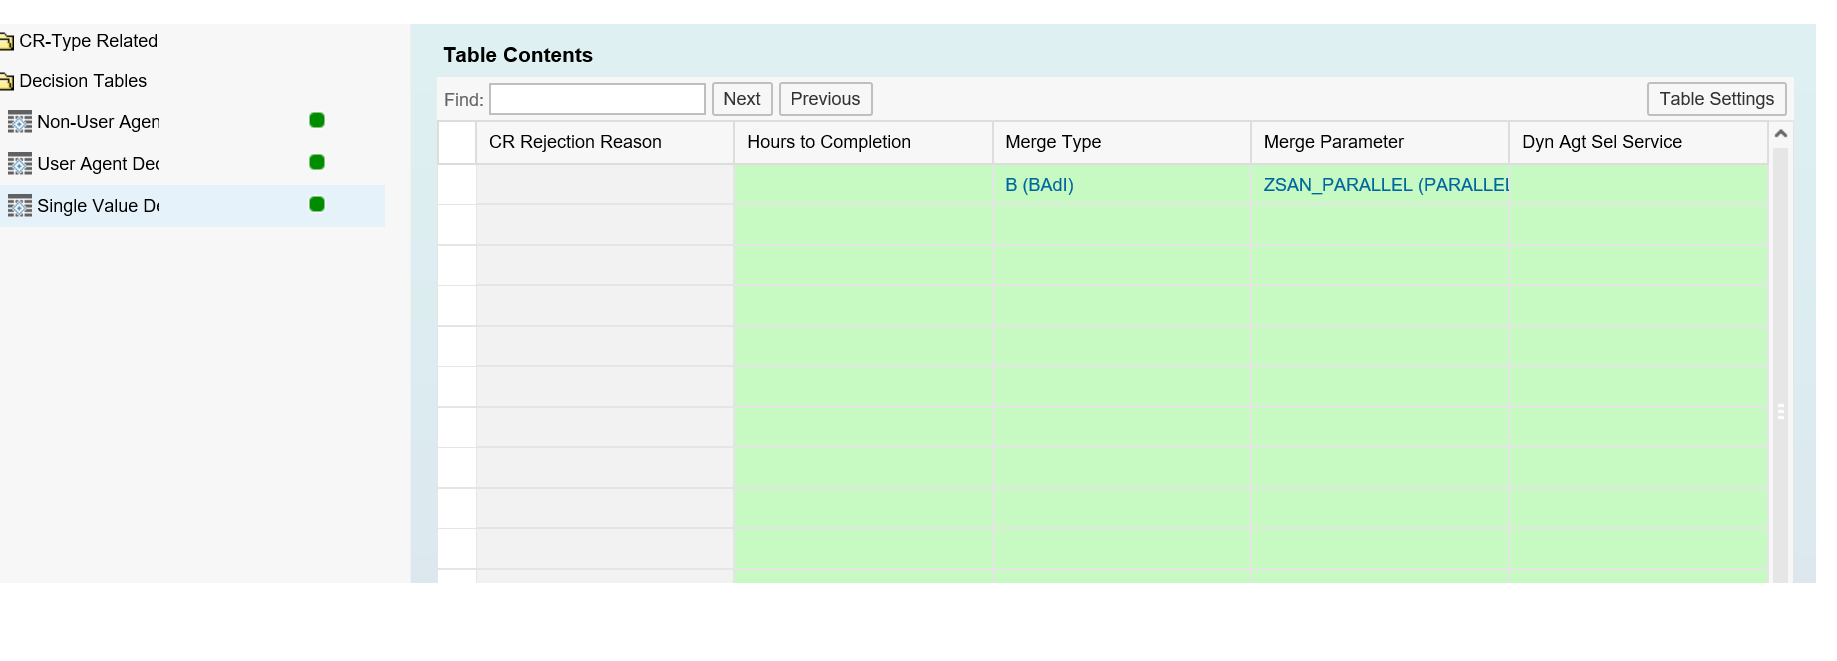 CR-Type Related
Decision Tables
Non-User Agen
User Agent Dec
Single Value De
Table Contents
Find: Next Previous Table Settings
CR Rejection Reason Hours to Completion Merge Type Merge Parameter Dyn Agt Sel Service
B (BAdI) ZSAN_PARALLEL (PARALLEL